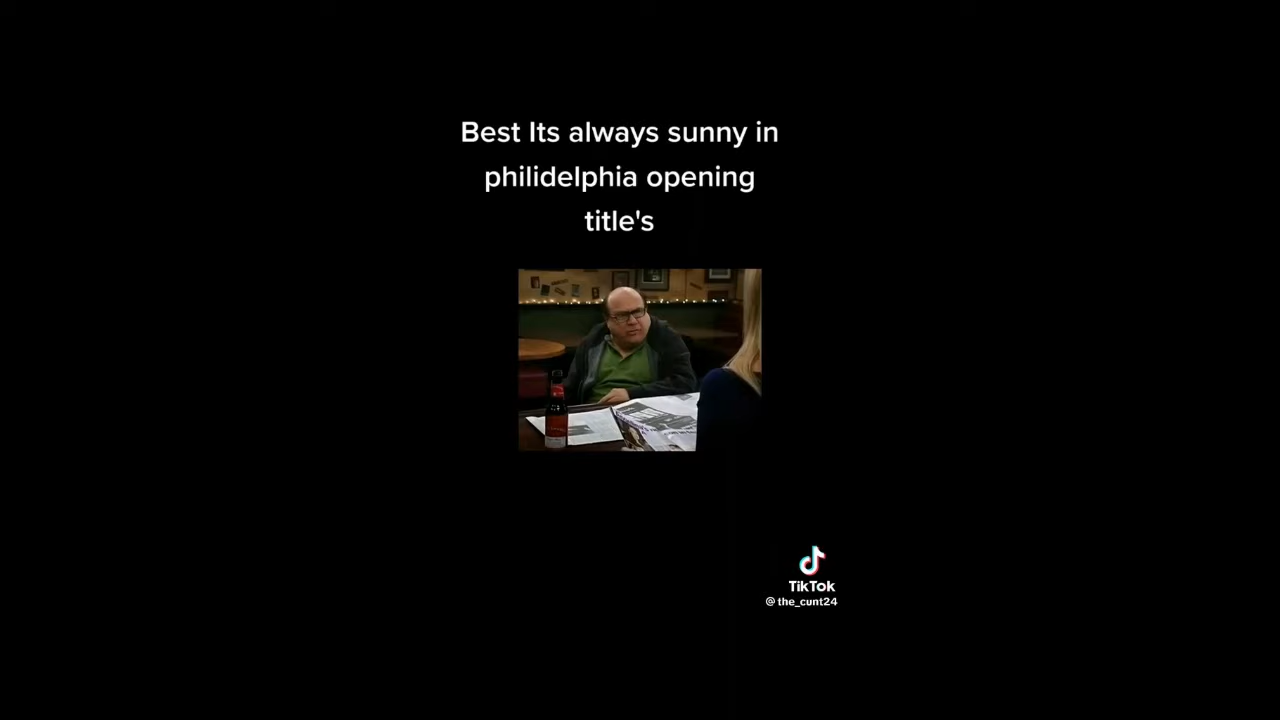 Best Its always sunny in
philidelphia opening
title's
TikTok
@the_cunt24